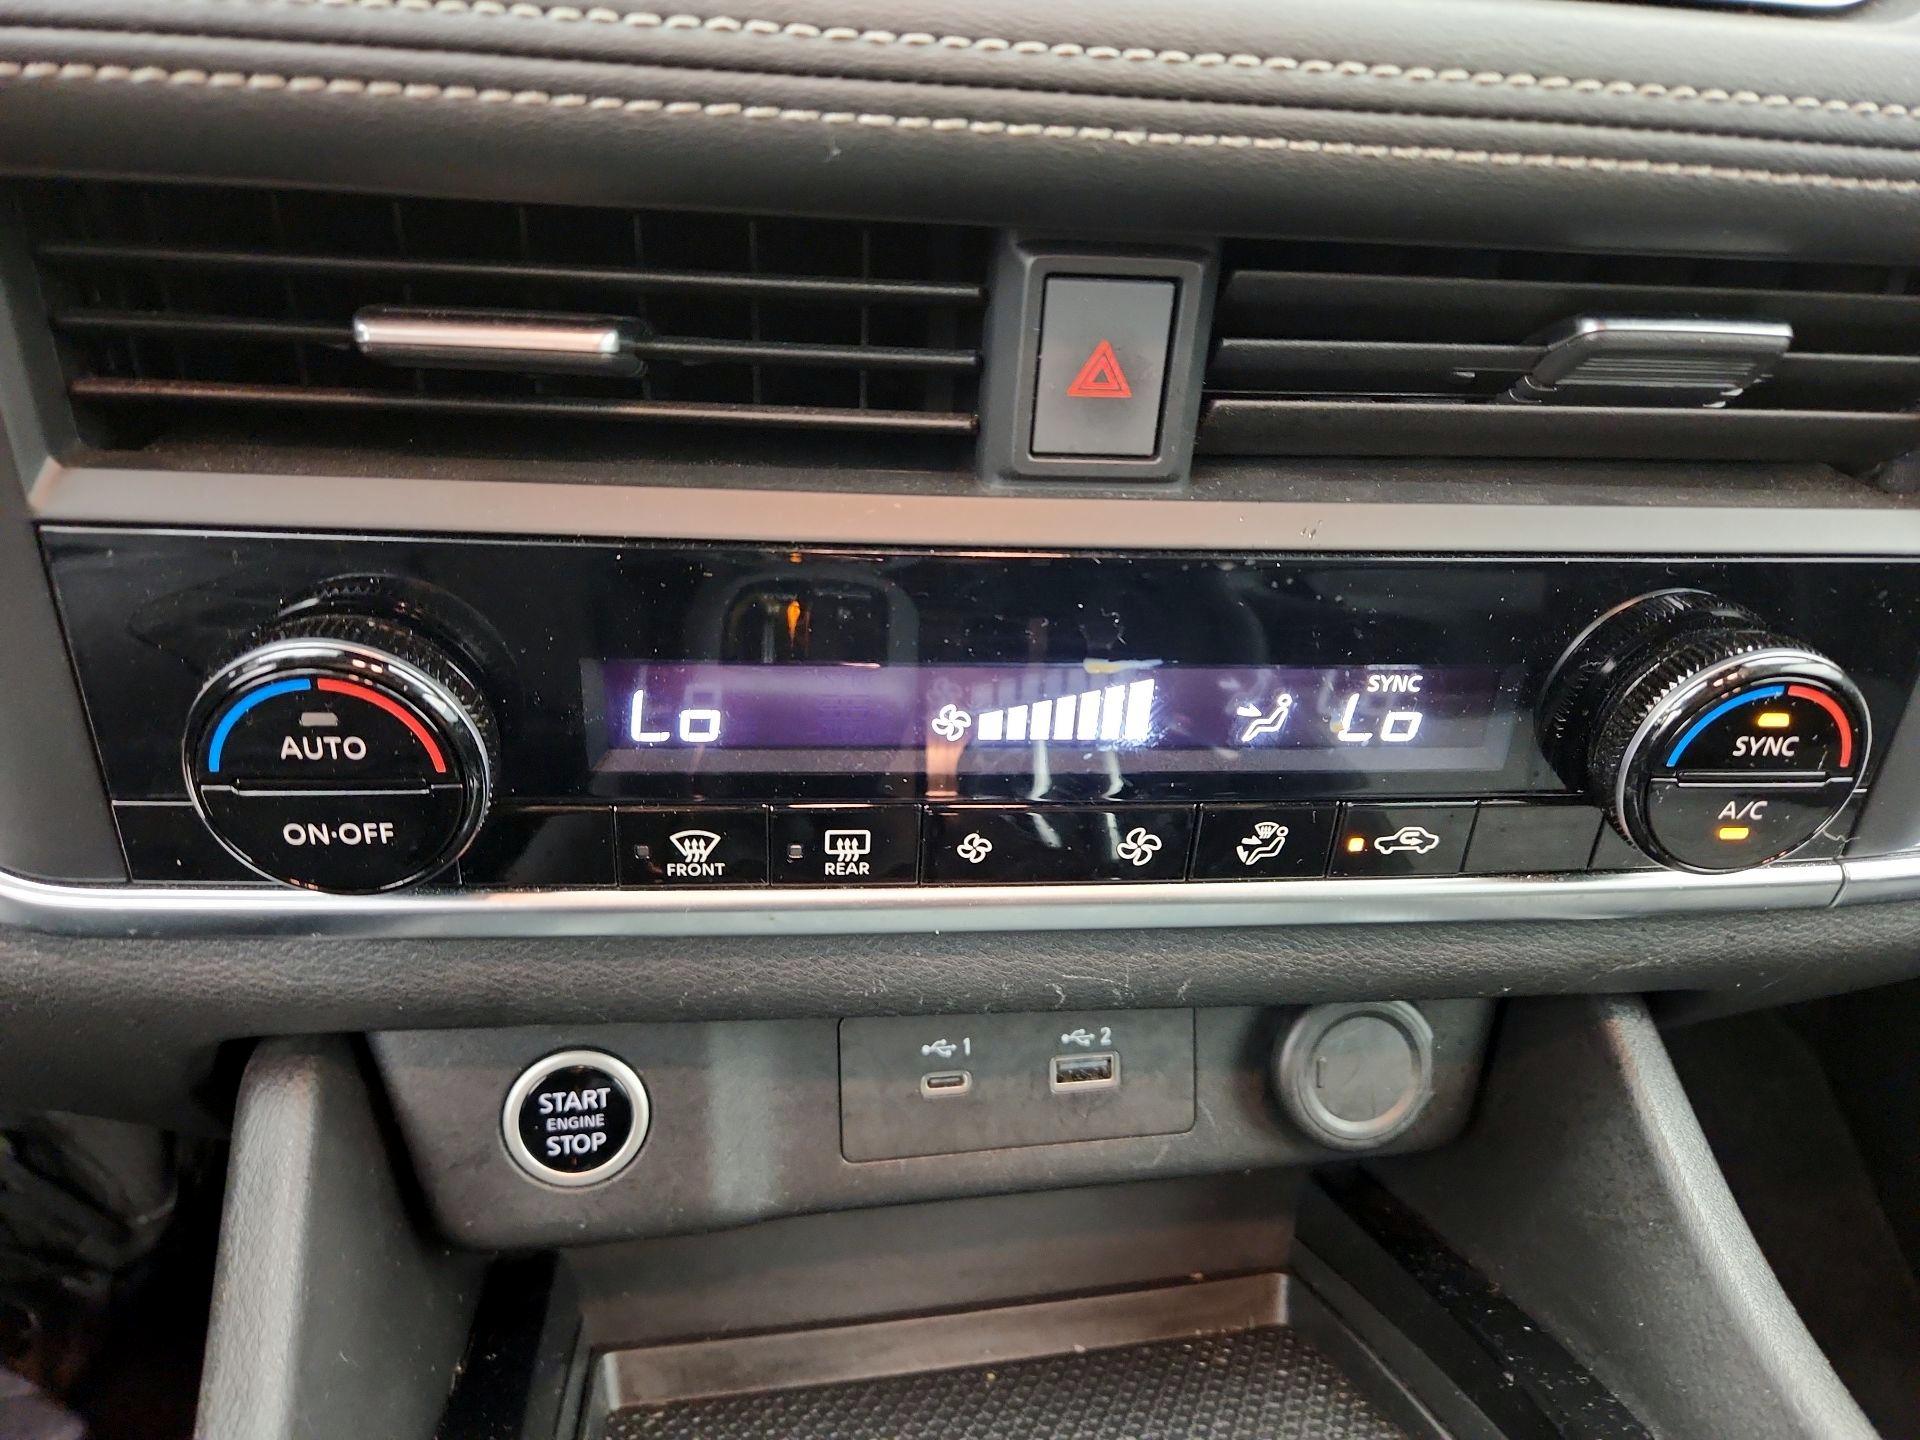 SYNC
Lo
Lo
AUTO
ON·OFF
SYNC
A/C
FRONT
REAR
1
2
START
ENGINE
STOP